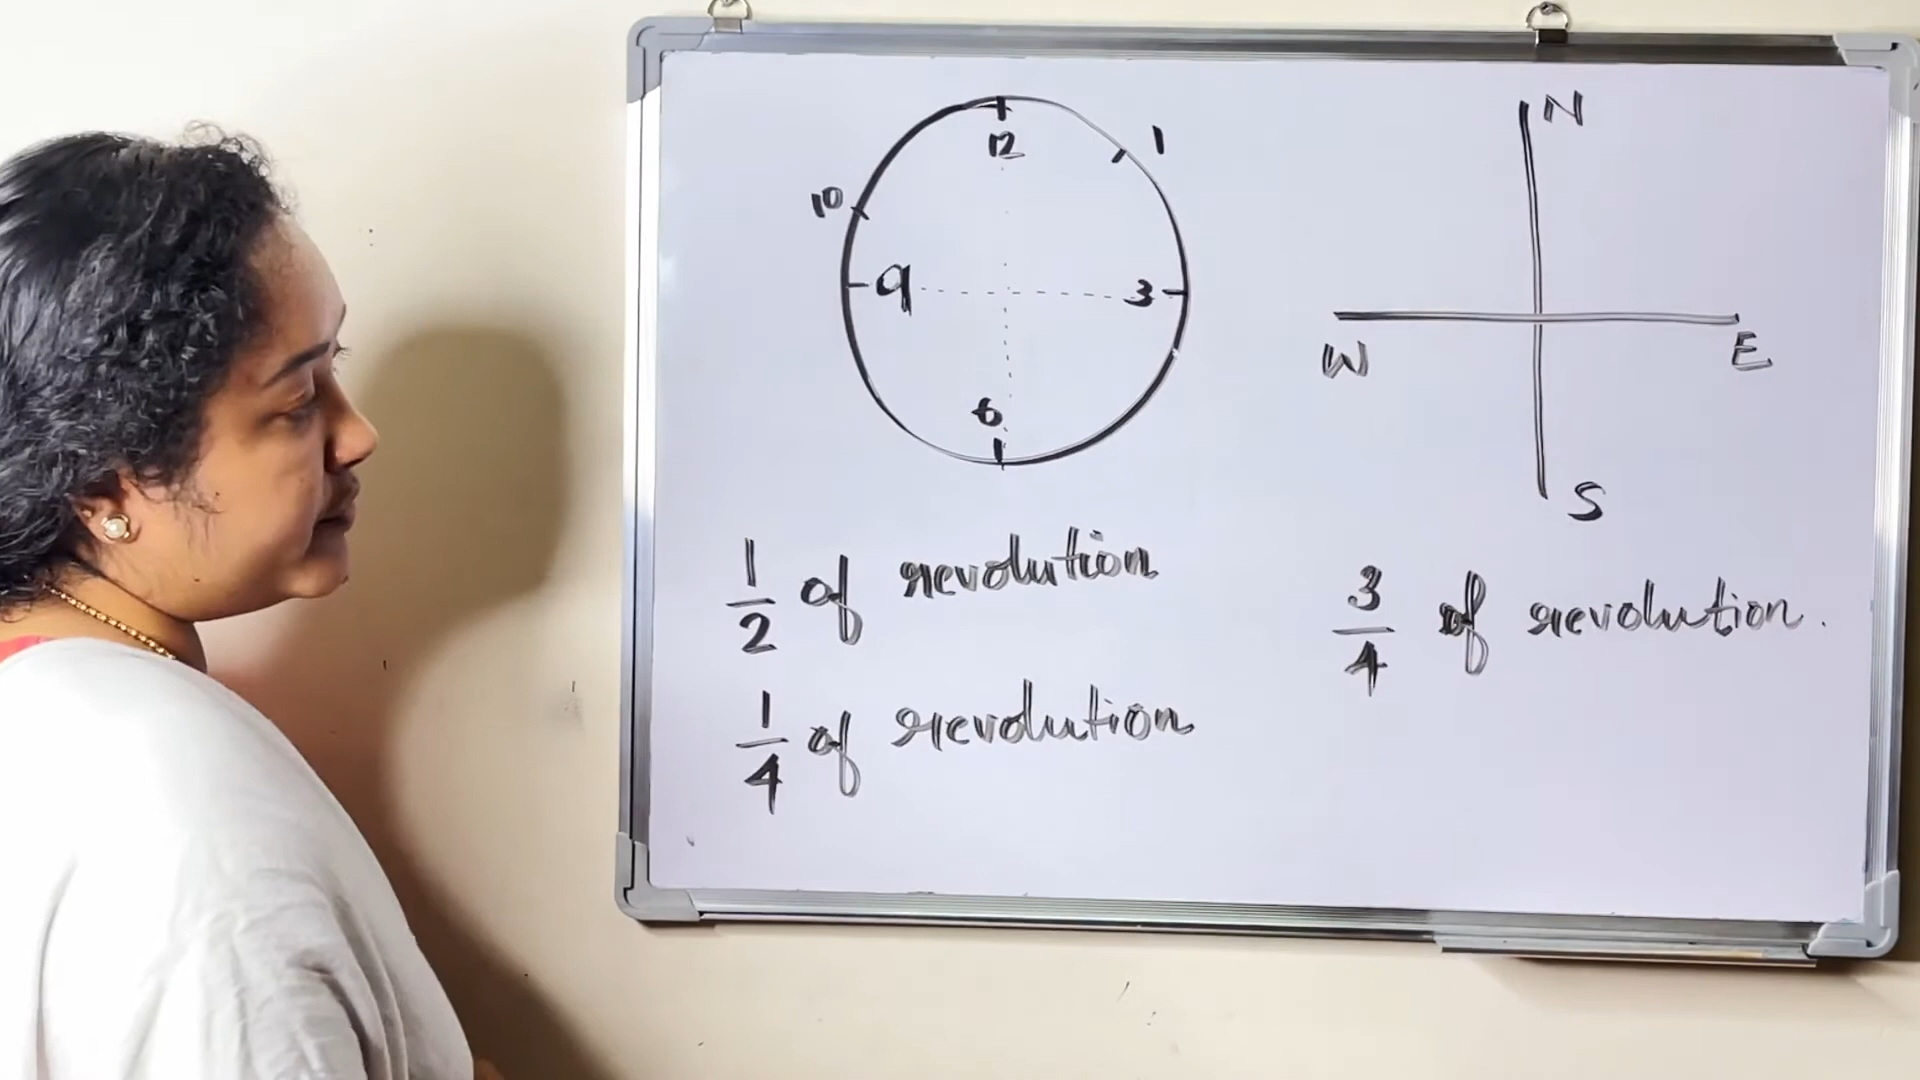 12
1
10
9
3
6
N
W
E
S
1/2 of revolution
1/4 of revolution
3/4 of revolution.